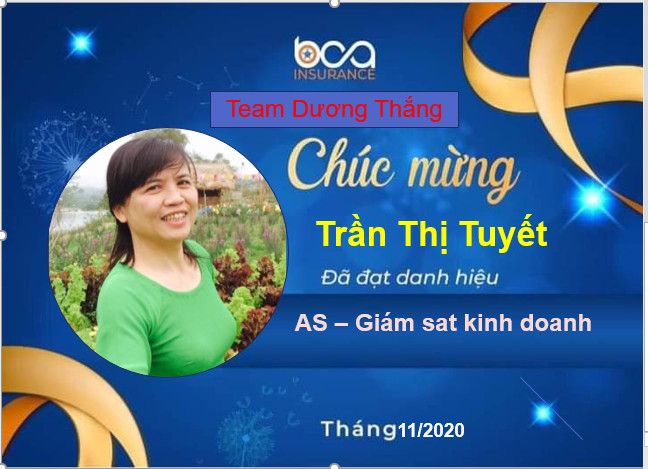 bca
INSURANCE
Team Dương Thắng
Chúc mừng
Trần Thị Tuyết
Đã đạt danh hiệu
AS – Giám sat kinh doanh
Tháng11/2020